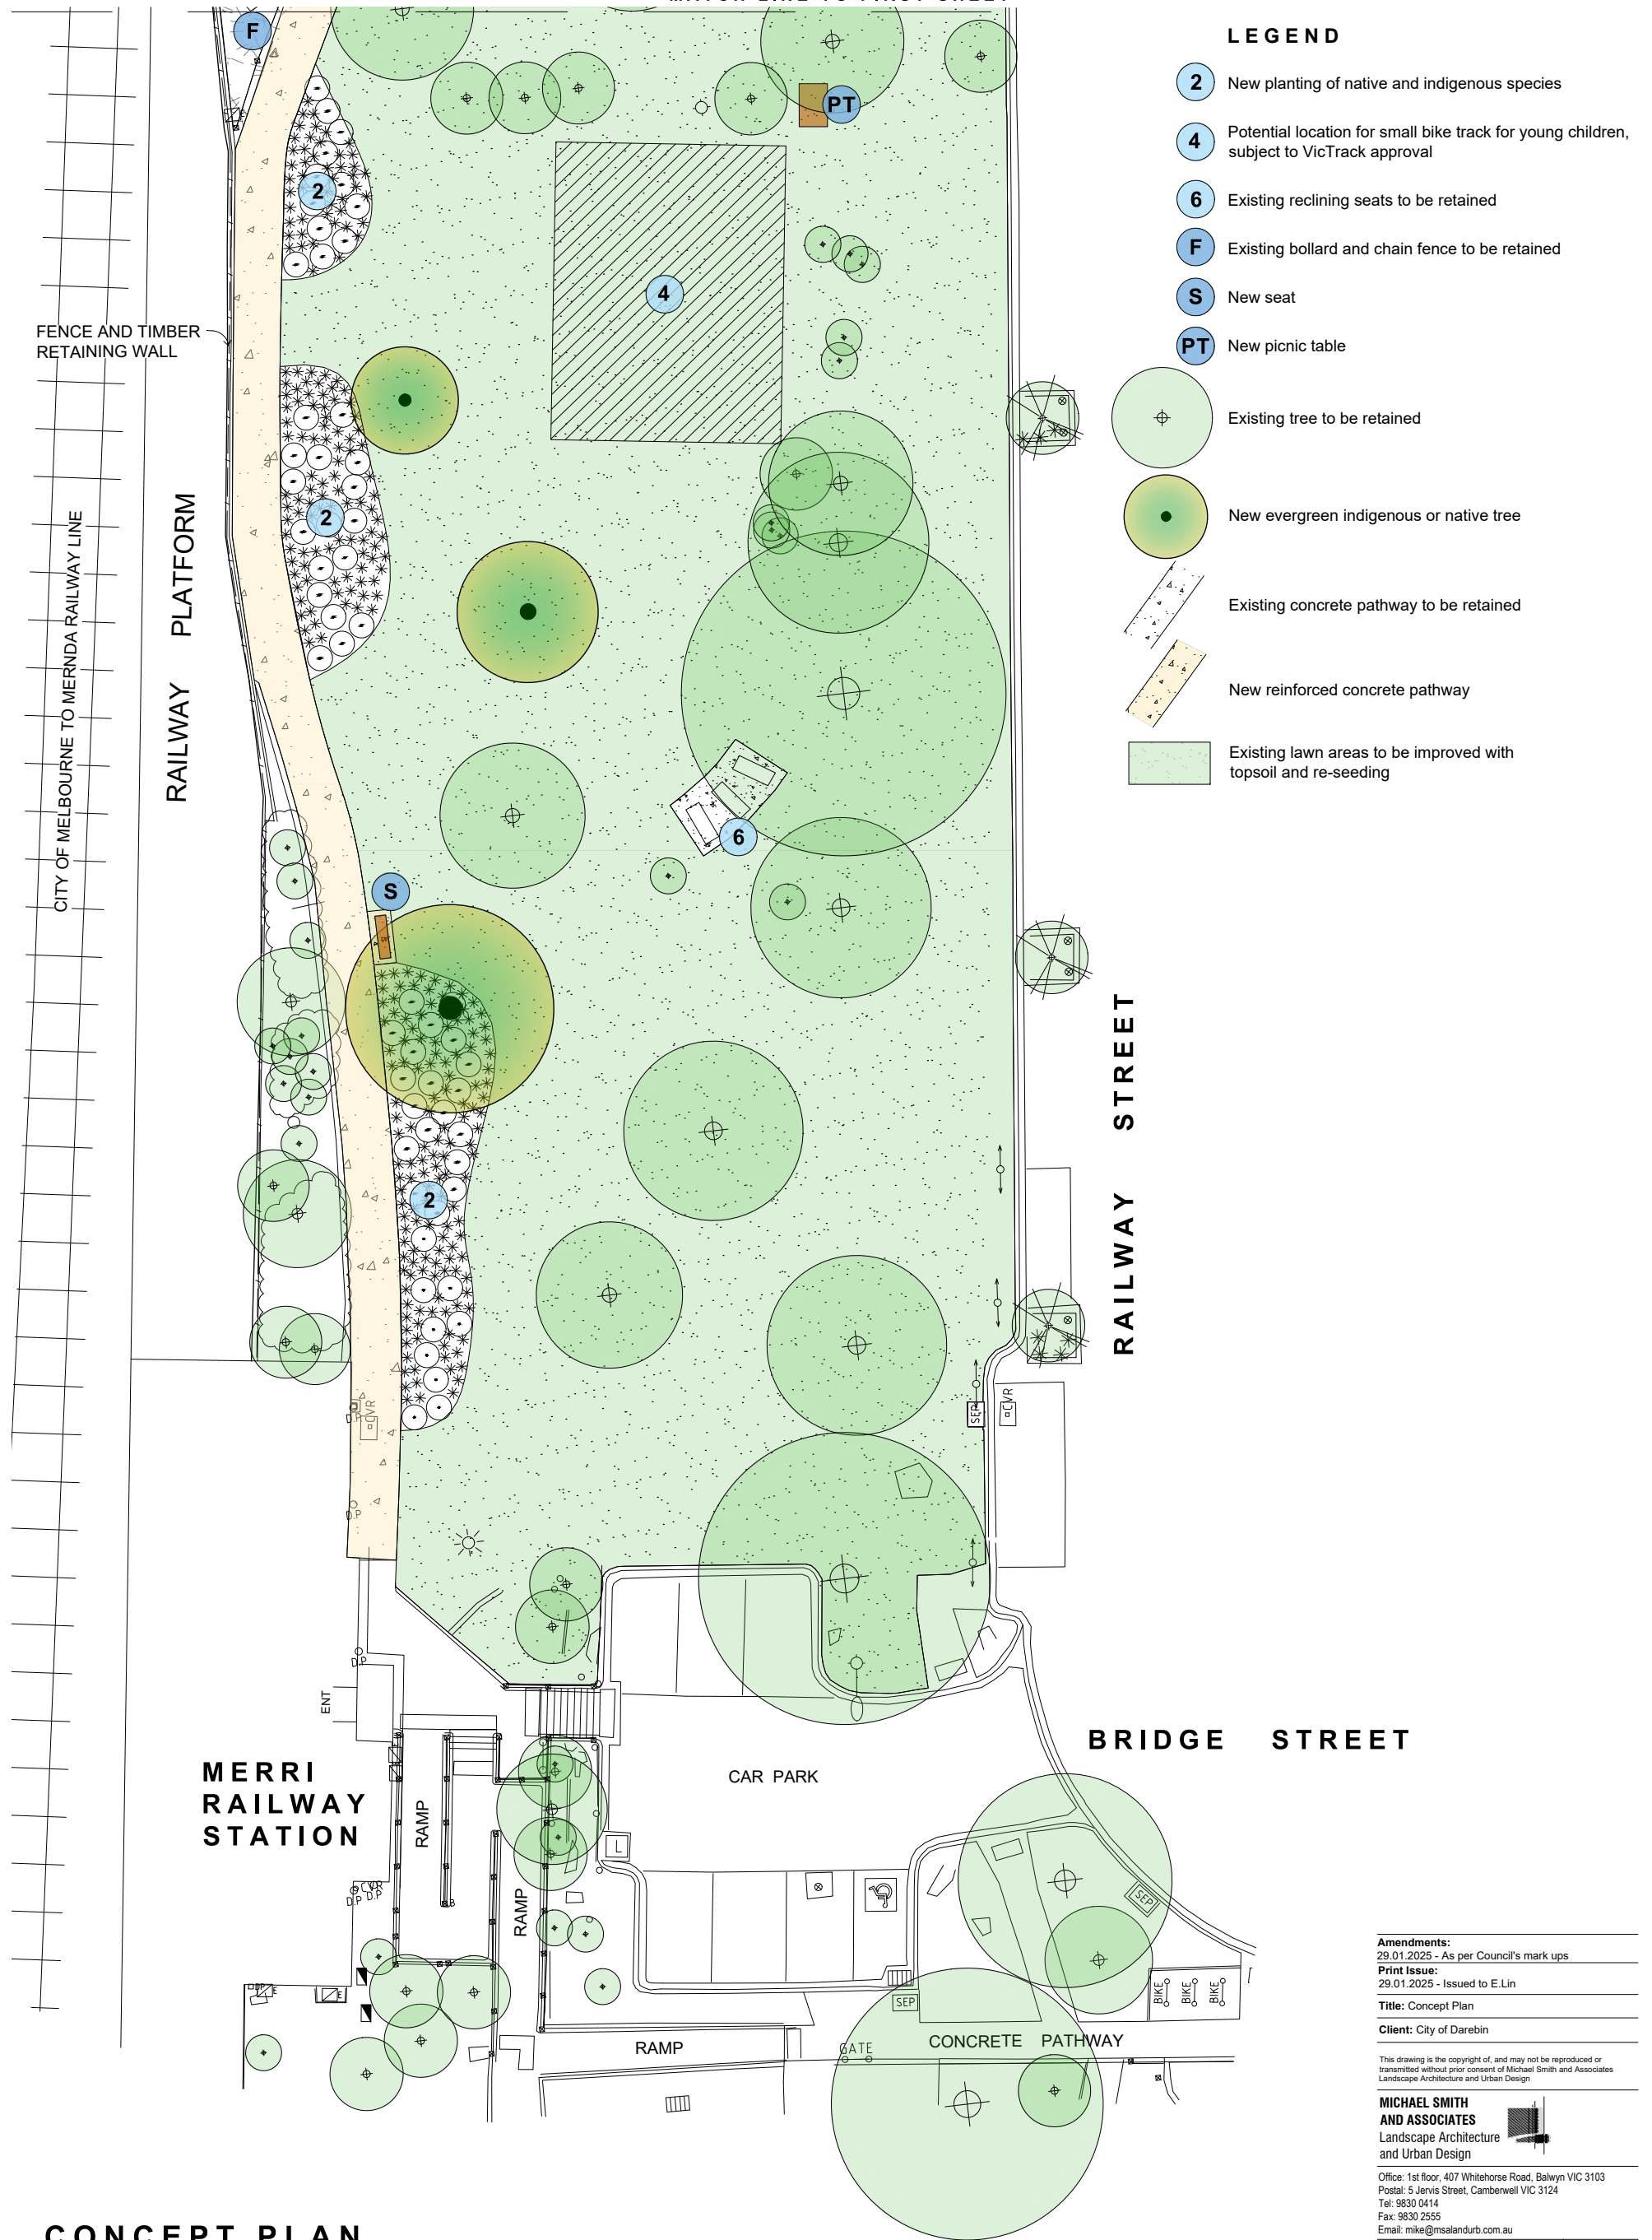 LEGEND
2 New planting of native and indigenous species
4 Potential location for small bike track for young children,
subject to VicTrack approval
6 Existing reclining seats to be retained
F Existing bollard and chain fence to be retained
S New seat
PT New picnic table
Existing tree to be retained
New evergreen indigenous or native tree
Existing concrete pathway to be retained
New reinforced concrete pathway
Existing lawn areas to be improved with
topsoil and re-seeding
F
PT
2
4
FENCE AND TIMBER
RETAINING WALL
2
CITY OF MELBOURNE TO MERNDA RAILWAY LINE
RAILWAY PLATFORM
6
S
2
RAILWAY STREET
CVR
SEP
CVR
D.P
D.P
ENT
BRIDGE STREET
MERRI
RAILWAY
STATION
CAR PARK
RAMP
RAMP
L
SEP
D.P
D.P
SEP
BIKE
BIKE
BIKE
RAMP
GATE
CONCRETE PATHWAY
CONCEPT PLAN
Amendments:
29.01.2025 - As per Council's mark ups
Print Issue:
29.01.2025 - Issued to E.Lin
Title: Concept Plan
Client: City of Darebin
This drawing is the copyright of, and may not be reproduced or
transmitted without prior consent of Michael Smith and Associates
Landscape Architecture and Urban Design
MICHAEL SMITH
AND ASSOCIATES
Landscape Architecture
and Urban Design
Office: 1st floor, 407 Whitehorse Road, Balwyn VIC 3103
Postal: 5 Jervis Street, Camberwell VIC 3124
Tel: 9830 0414
Fax: 9830 2555
Email: mike@msalandurb.com.au